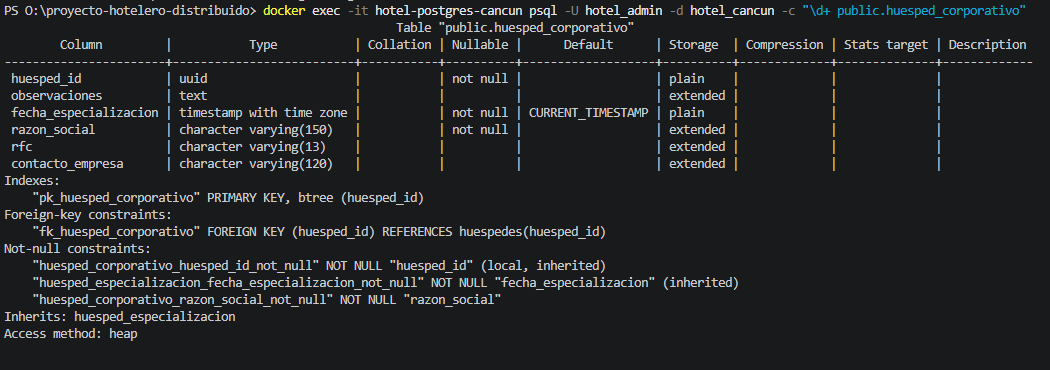 PS O:\proyecto-hotelero-distribuido> docker exec -it hotel-postgres-cancun psql -U hotel_admin -d hotel_cancun -c "\d+ public.huesped_corporativo"
                                              Table "public.huesped_corporativo"
        Column         |           Type           | Collation | Nullable |      Default      | Storage  | Compression | Stats target | Description
-----------------------+--------------------------+-----------+----------+-------------------+----------+-------------+--------------+-------------
 huesped_id            | uuid                     |           | not null |                   | plain    |             |              |
 observaciones         | text                     |           |          |                   | extended |             |              |
 fecha_especializacion | timestamp with time zone |           | not null | CURRENT_TIMESTAMP | plain    |             |              |
 razon_social          | character varying(150)   |           | not null |                   | extended |             |              |
 rfc                   | character varying(13)    |           |          |                   | extended |             |              |
 contacto_empresa      | character varying(120)   |           |          |                   | extended |             |              |
Indexes:
    "pk_huesped_corporativo" PRIMARY KEY, btree (huesped_id)
Foreign-key constraints:
    "fk_huesped_corporativo" FOREIGN KEY (huesped_id) REFERENCES huespedes(huesped_id)
Not-null constraints:
    "huesped_corporativo_huesped_id_not_null" NOT NULL "huesped_id" (local, inherited)
    "huesped_especializacion_fecha_especializacion_not_null" NOT NULL "fecha_especializacion" (inherited)
    "huesped_corporativo_razon_social_not_null" NOT NULL "razon_social"
Inherits: huesped_especializacion
Access method: heap